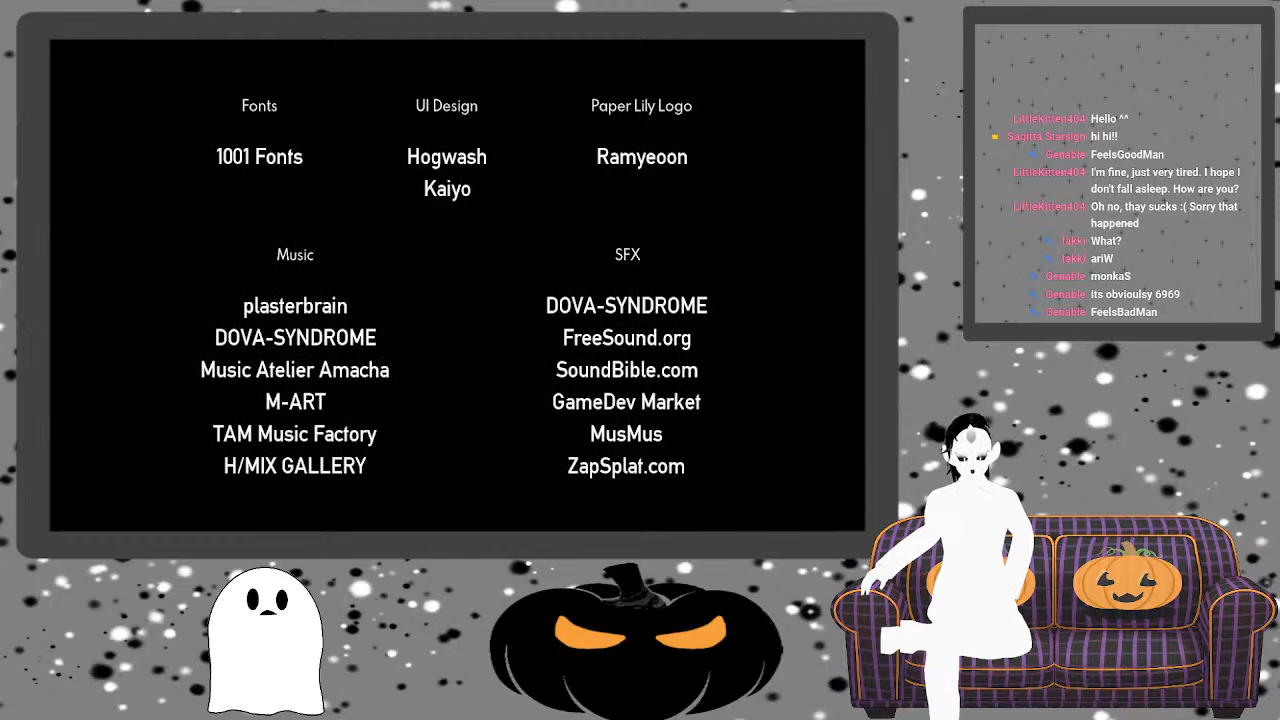 Fonts
UI Design
Paper Lily Logo
1001 Fonts
Hogwash
Ramyeoon
Kaiyo
Music
SFX
plasterbrain
DOVA-SYNDROME
DOVA-SYNDROME
FreeSound.org
Music Atelier Amacha
SoundBible.com
M-ART
GameDev Market
TAM Music Factory
MusMus
H/MIX GALLERY
ZapSplat.com
LittleKitten404 Hello ^^
Sagitta Starsign hi hi!!
Genable FeelsGoodMan
LittleKitten404 I'm fine, just very tired. I hope I
don't fall asleep. How are you?
LittleKitten404 Oh no, thay sucks :( Sorry that
happened
takki What?
takki ariW
Genable monkaS
Genable its obvioulsy 6969
Genable FeelsBadMan